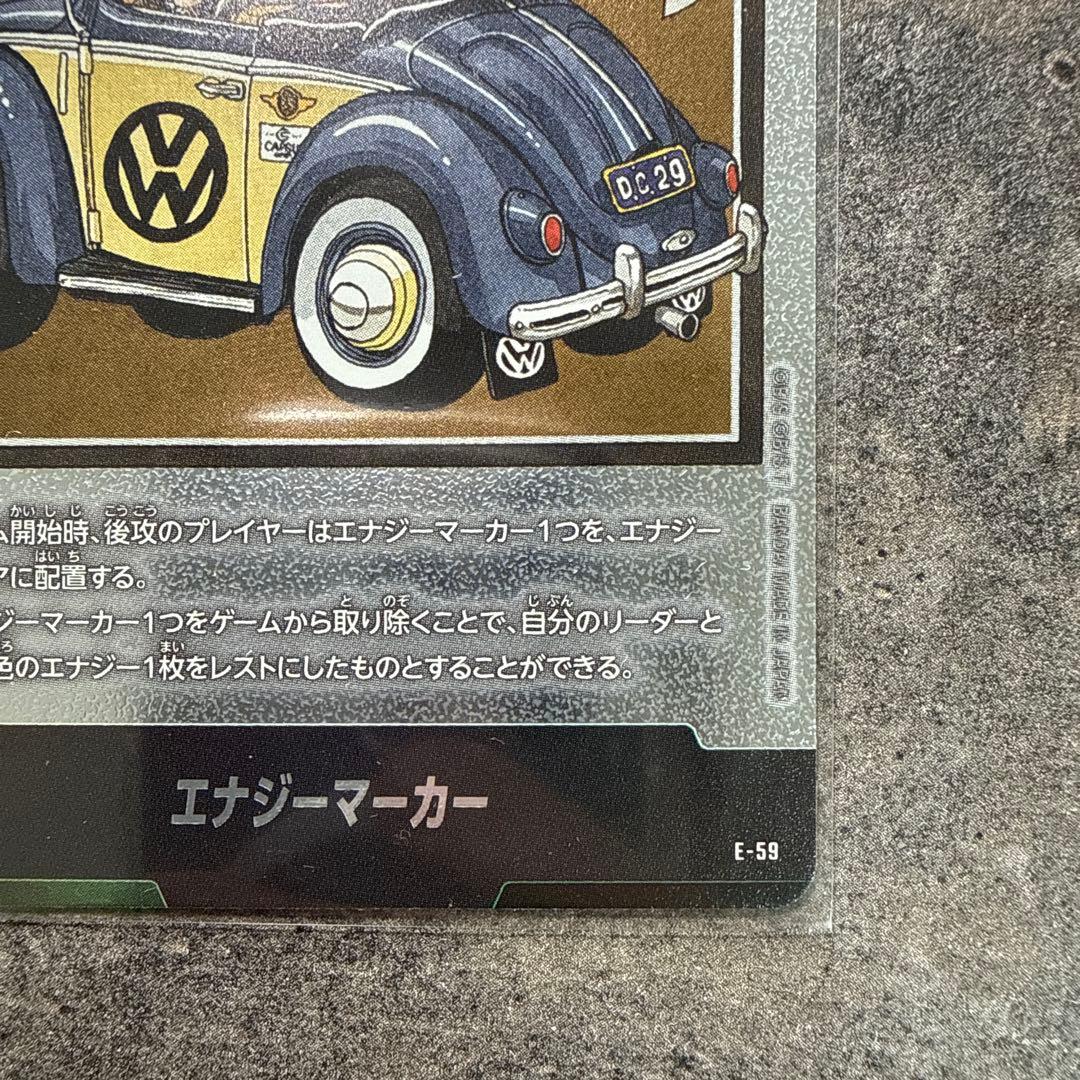 VW
CAPSU
D.C. 29
VW
VW
ム開始時、後攻のプレイヤーはエナジーマーカー1つを、エナジー
アに配置する。
ジーマーカー1つをゲームから取り除くことで、自分のリーダーと
色のエナジー1枚をレストにしたものとすることができる。
エナジーマーカー
E-59
©B/S ©B/S・T BANDAI MADE IN JAPAN